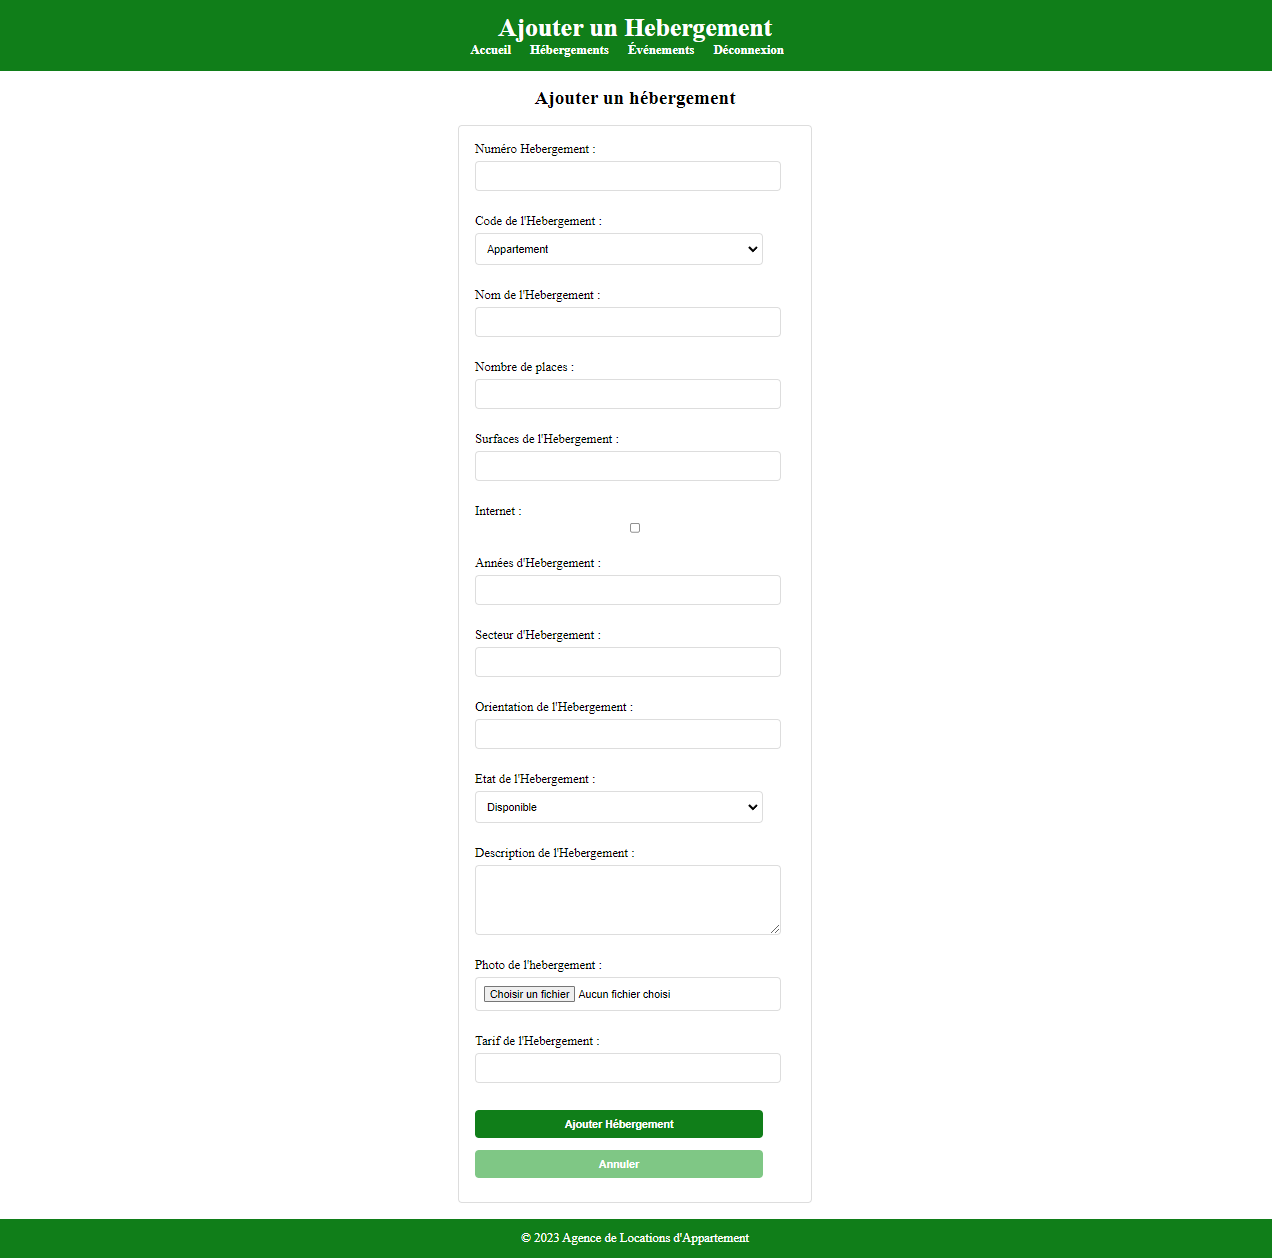 Ajouter un Hebergement
Accueil Hébergements Événements Déconnexion
Ajouter un hébergement
Numéro Hebergement :
Code de l'Hebergement :
Appartement
Nom de l'Hebergement :
Nombre de places :
Surfaces de l'Hebergement :
Internet :
Années d'Hebergement :
Secteur d'Hebergement :
Orientation de l'Hebergement :
Etat de l'Hebergement :
Disponible
Description de l'Hebergement :
Photo de l'hebergement :
Choisir un fichier Aucun fichier choisi
Tarif de l'Hebergement :
Ajouter Hébergement
Annuler
© 2023 Agence de Locations d'Appartement